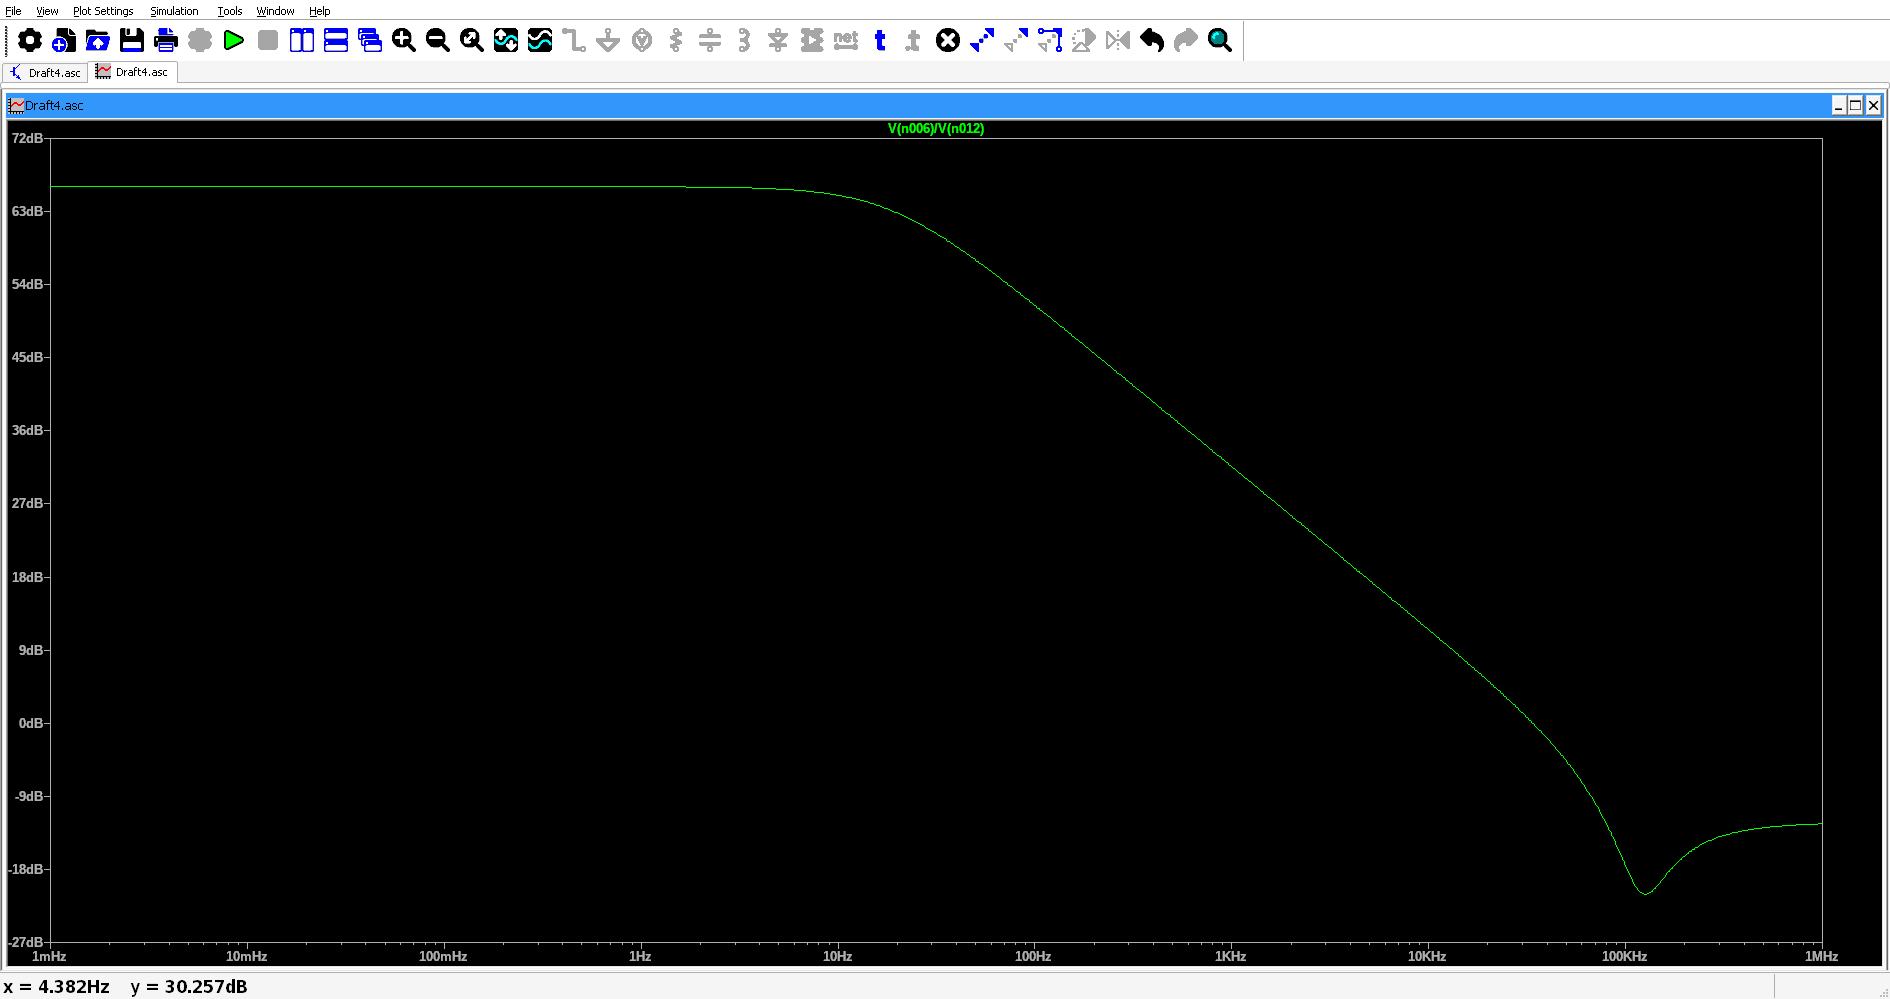 File View Plot Settings Simulation Tools Window Help
net t .t
Draft4.asc Draft4.asc
Draft4.asc
V(n006)/V(n012)
72dB
63dB
54dB
45dB
36dB
27dB
18dB
9dB
0dB
-9dB
-18dB
-27dB
1mHz 10mHz 100mHz 1Hz 10Hz 100Hz 1KHz 10KHz 100KHz 1MHz
x = 4.382Hz y = 30.257dB